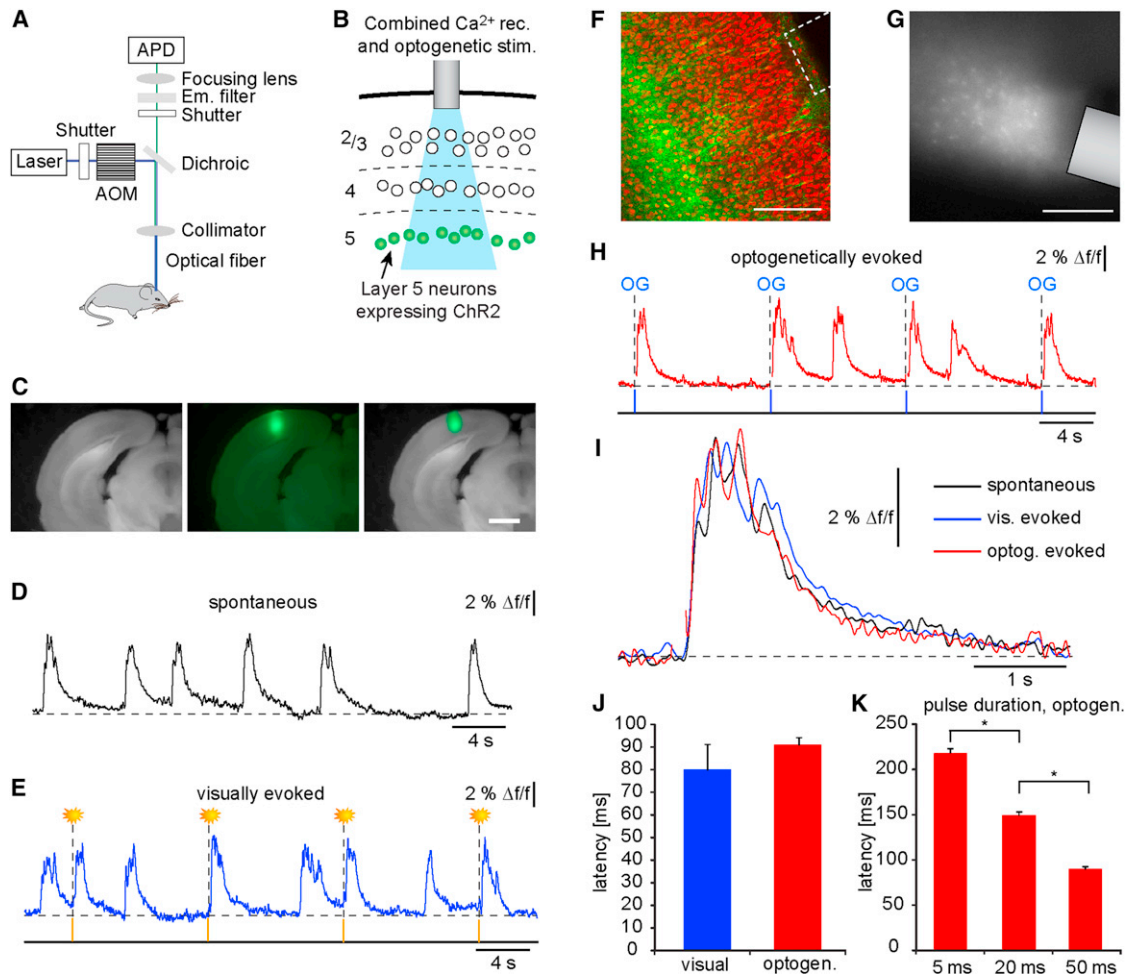 A
APD
Focusing lens
Em. filter
Shutter
Shutter
Laser
Dichroic
AOM
Collimator
Optical fiber
B
Combined Ca²⁺ rec.
and optogenetic stim.
2/3
4
5
Layer 5 neurons
expressing ChR2
C
D
spontaneous
2 % Δf/f
4 s
E
visually evoked
2 % Δf/f
4 s
F
G
H
optogenetically evoked
2 % Δf/f
OG
OG
OG
OG
4 s
I
2 % Δf/f
spontaneous
vis. evoked
optog. evoked
1 s
J
latency [ms]
100
90
80
70
60
50
40
30
20
10
0
visual
optogen.
K
pulse duration, optogen.
latency [ms]
250
200
150
100
50
0
*
*
5 ms
20 ms
50 ms